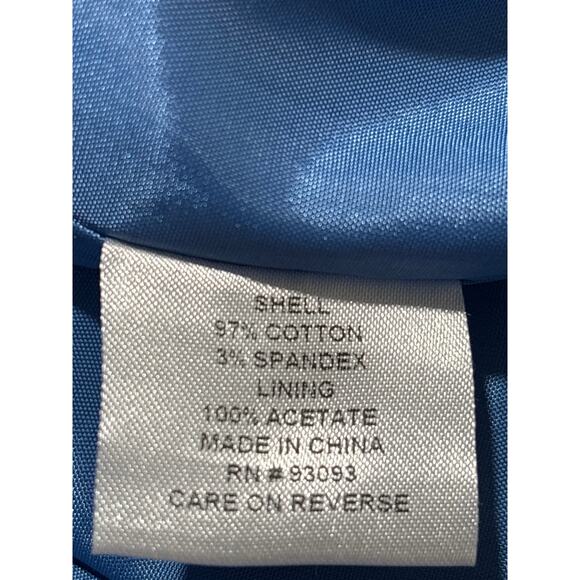 SHELL
97% COTTON
3% SPANDEX
LINING
100% ACETATE
MADE IN CHINA
RN # 93093
CARE ON REVERSE